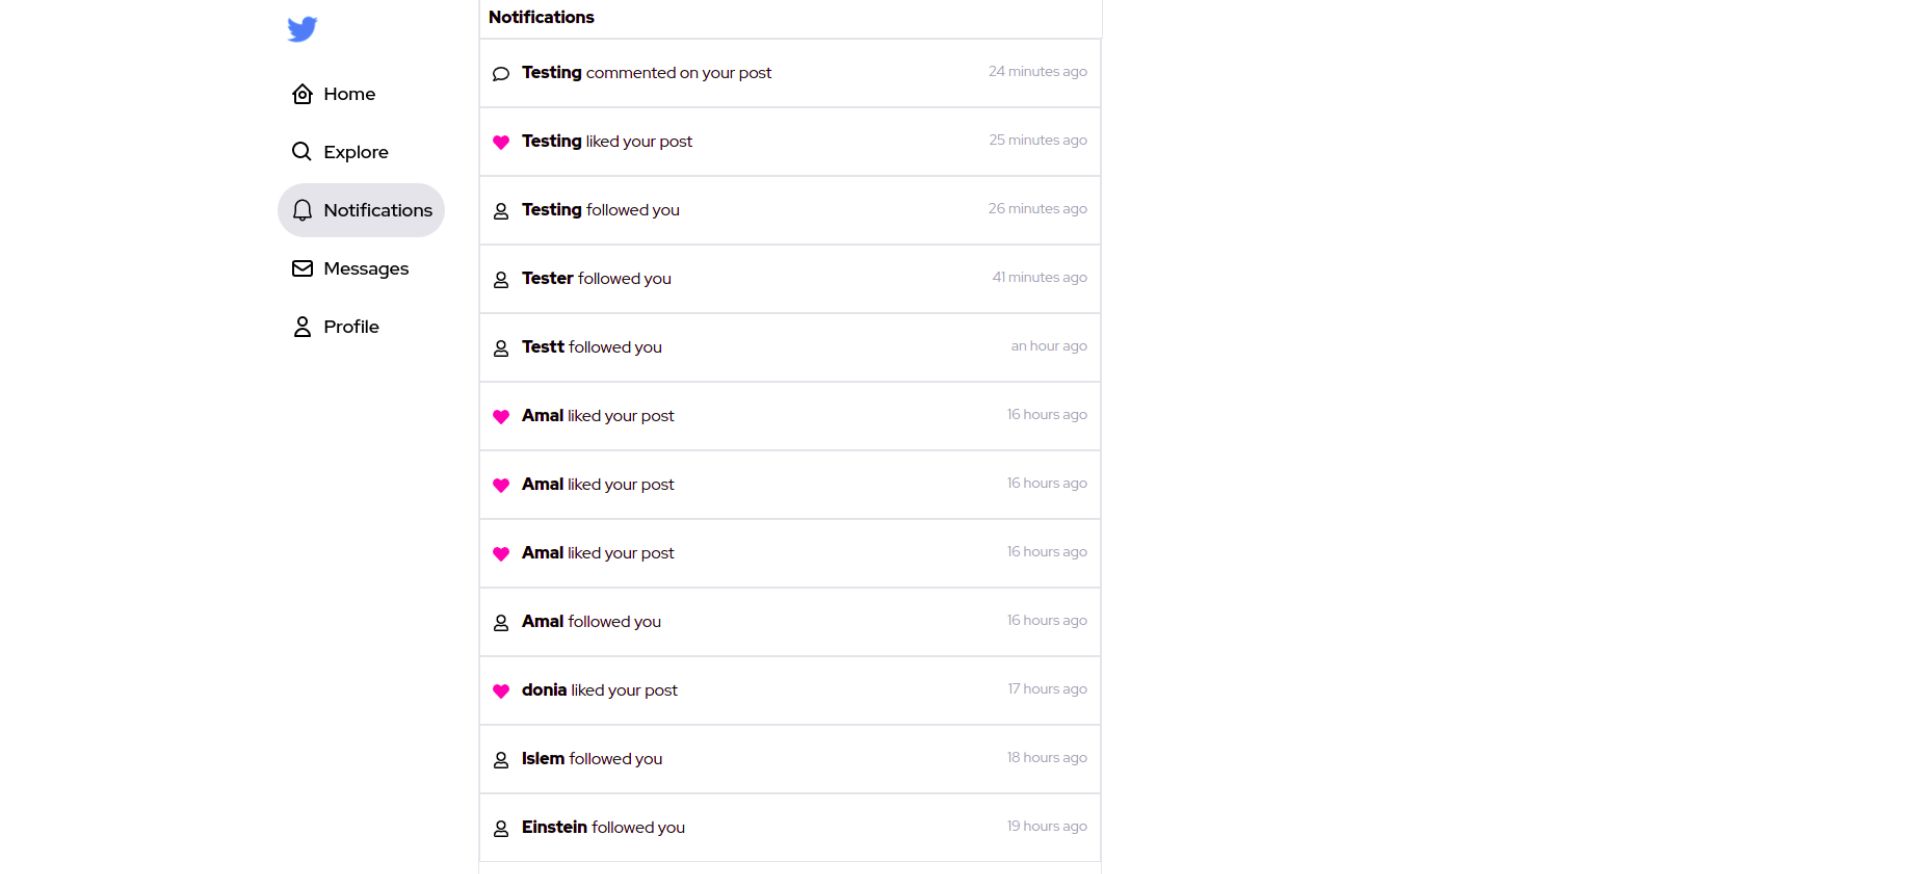 Notifications
Home
Explore
Notifications
Messages
Profile
Testing commented on your post 24 minutes ago
Testing liked your post 25 minutes ago
Testing followed you 26 minutes ago
Tester followed you 41 minutes ago
Testt followed you an hour ago
Amal liked your post 16 hours ago
Amal liked your post 16 hours ago
Amal liked your post 16 hours ago
Amal followed you 16 hours ago
donia liked your post 17 hours ago
Islem followed you 18 hours ago
Einstein followed you 19 hours ago